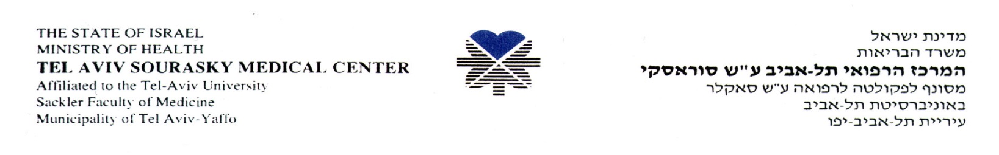 THE STATE OF ISRAEL
MINISTRY OF HEALTH
TEL AVIV SOURASKY MEDICAL CENTER
Affiliated to the Tel-Aviv University
Sackler Faculty of Medicine
Municipality of Tel Aviv-Yaffo
מדינת ישראל
משרד הבריאות
המרכז הרפואי תל-אביב ע"ש סוראסקי
מסונף לפקולטה לרפואה ע"ש סאקלר
באוניברסיטת תל-אביב
עיריית תל-אביב-יפו